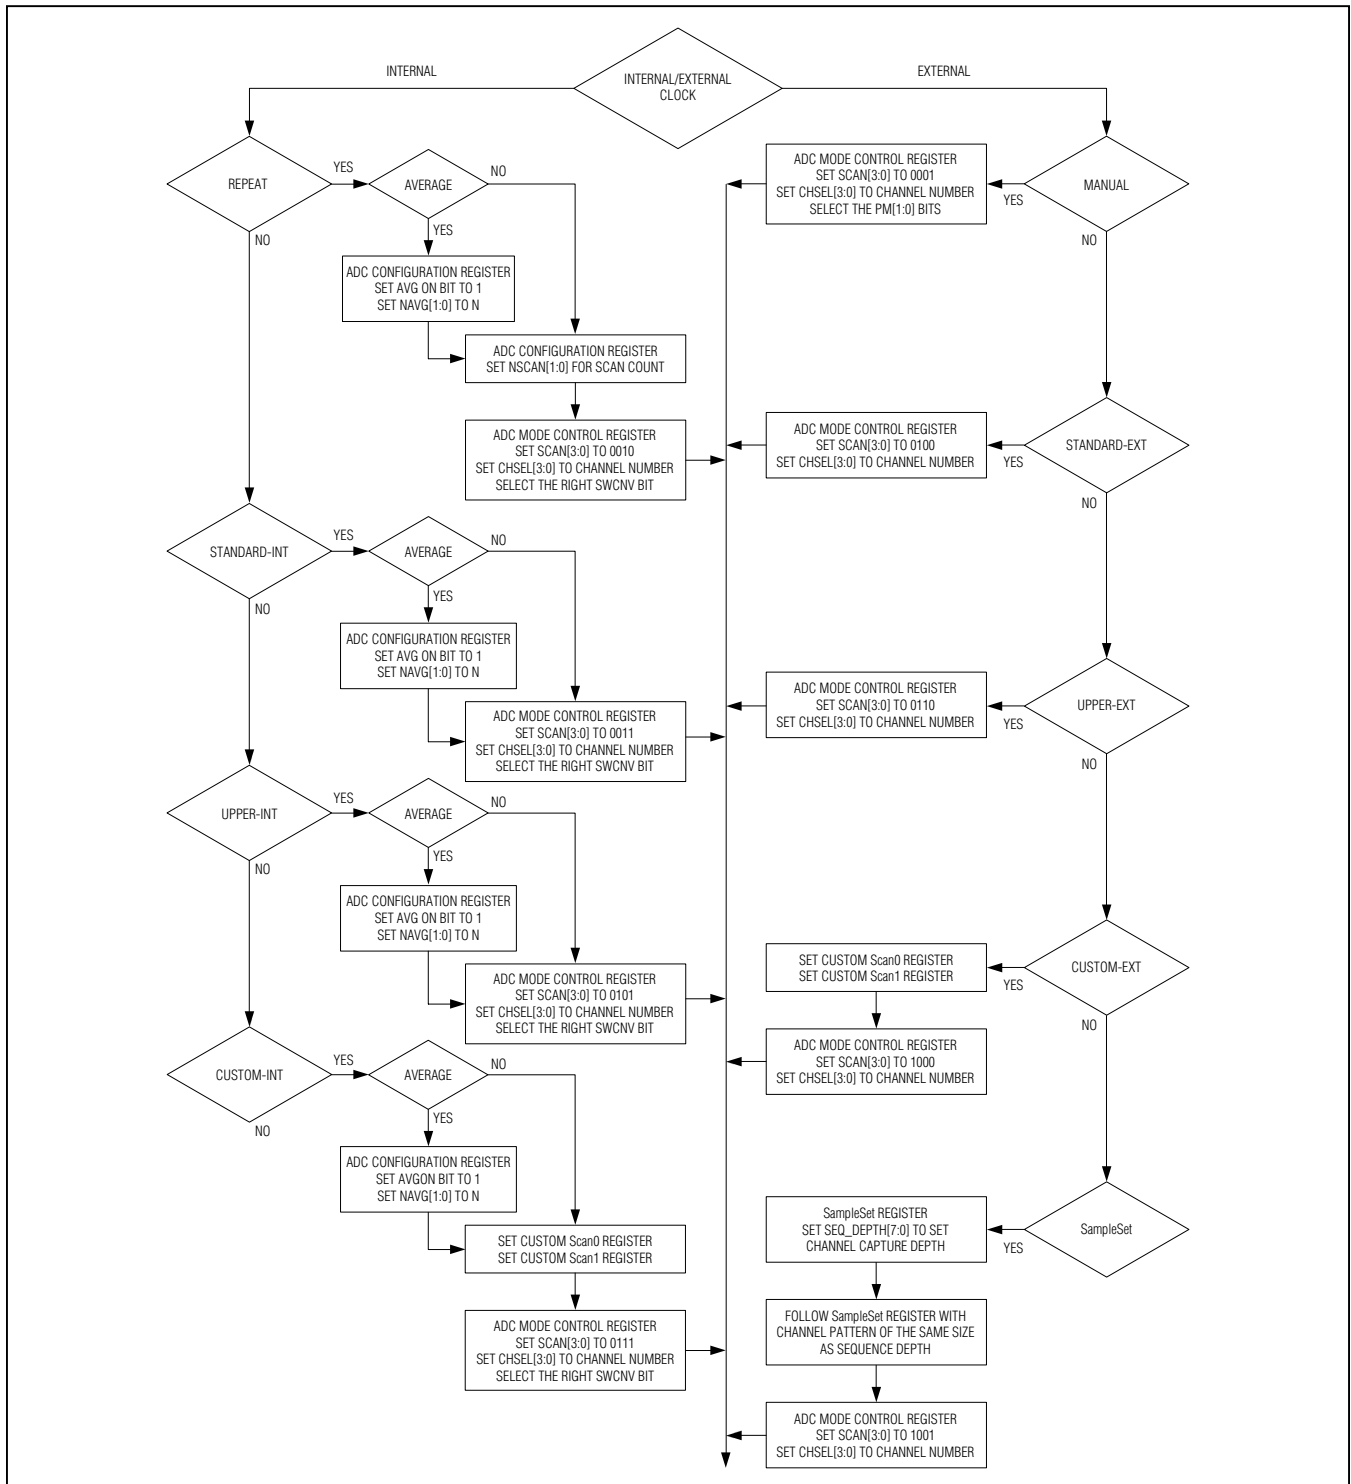 INTERNAL
INTERNAL/EXTERNAL
CLOCK
EXTERNAL
REPEAT
YES
NO
AVERAGE
NO
YES
ADC CONFIGURATION REGISTER
SET AVG ON BIT TO 1
SET NAVG[1:0] TO N
ADC CONFIGURATION REGISTER
SET NSCAN[1:0] FOR SCAN COUNT
ADC MODE CONTROL REGISTER
SET SCAN[3:0] TO 0010
SET CHSEL[3:0] TO CHANNEL NUMBER
SELECT THE RIGHT SWCNV BIT
STANDARD-INT
YES
NO
AVERAGE
NO
YES
ADC CONFIGURATION REGISTER
SET AVG ON BIT TO 1
SET NAVG[1:0] TO N
ADC MODE CONTROL REGISTER
SET SCAN[3:0] TO 0011
SET CHSEL[3:0] TO CHANNEL NUMBER
SELECT THE RIGHT SWCNV BIT
UPPER-INT
YES
NO
AVERAGE
NO
YES
ADC CONFIGURATION REGISTER
SET AVG ON BIT TO 1
SET NAVG[1:0] TO N
ADC MODE CONTROL REGISTER
SET SCAN[3:0] TO 0101
SET CHSEL[3:0] TO CHANNEL NUMBER
SELECT THE RIGHT SWCNV BIT
CUSTOM-INT
YES
NO
AVERAGE
NO
YES
ADC CONFIGURATION REGISTER
SET AVGON BIT TO 1
SET NAVG[1:0] TO N
SET CUSTOM Scan0 REGISTER
SET CUSTOM Scan1 REGISTER
ADC MODE CONTROL REGISTER
SET SCAN[3:0] TO 0111
SET CHSEL[3:0] TO CHANNEL NUMBER
SELECT THE RIGHT SWCNV BIT
MANUAL
YES
NO
ADC MODE CONTROL REGISTER
SET SCAN[3:0] TO 0001
SET CHSEL[3:0] TO CHANNEL NUMBER
SELECT THE PM[1:0] BITS
STANDARD-EXT
YES
NO
ADC MODE CONTROL REGISTER
SET SCAN[3:0] TO 0100
SET CHSEL[3:0] TO CHANNEL NUMBER
UPPER-EXT
YES
NO
ADC MODE CONTROL REGISTER
SET SCAN[3:0] TO 0110
SET CHSEL[3:0] TO CHANNEL NUMBER
CUSTOM-EXT
YES
NO
SET CUSTOM Scan0 REGISTER
SET CUSTOM Scan1 REGISTER
ADC MODE CONTROL REGISTER
SET SCAN[3:0] TO 1000
SET CHSEL[3:0] TO CHANNEL NUMBER
SampleSet
YES
SampleSet REGISTER
SET SEQ_DEPTH[7:0] TO SET
CHANNEL CAPTURE DEPTH
FOLLOW SampleSet REGISTER WITH
CHANNEL PATTERN OF THE SAME SIZE
AS SEQUENCE DEPTH
ADC MODE CONTROL REGISTER
SET SCAN[3:0] TO 1001
SET CHSEL[3:0] TO CHANNEL NUMBER